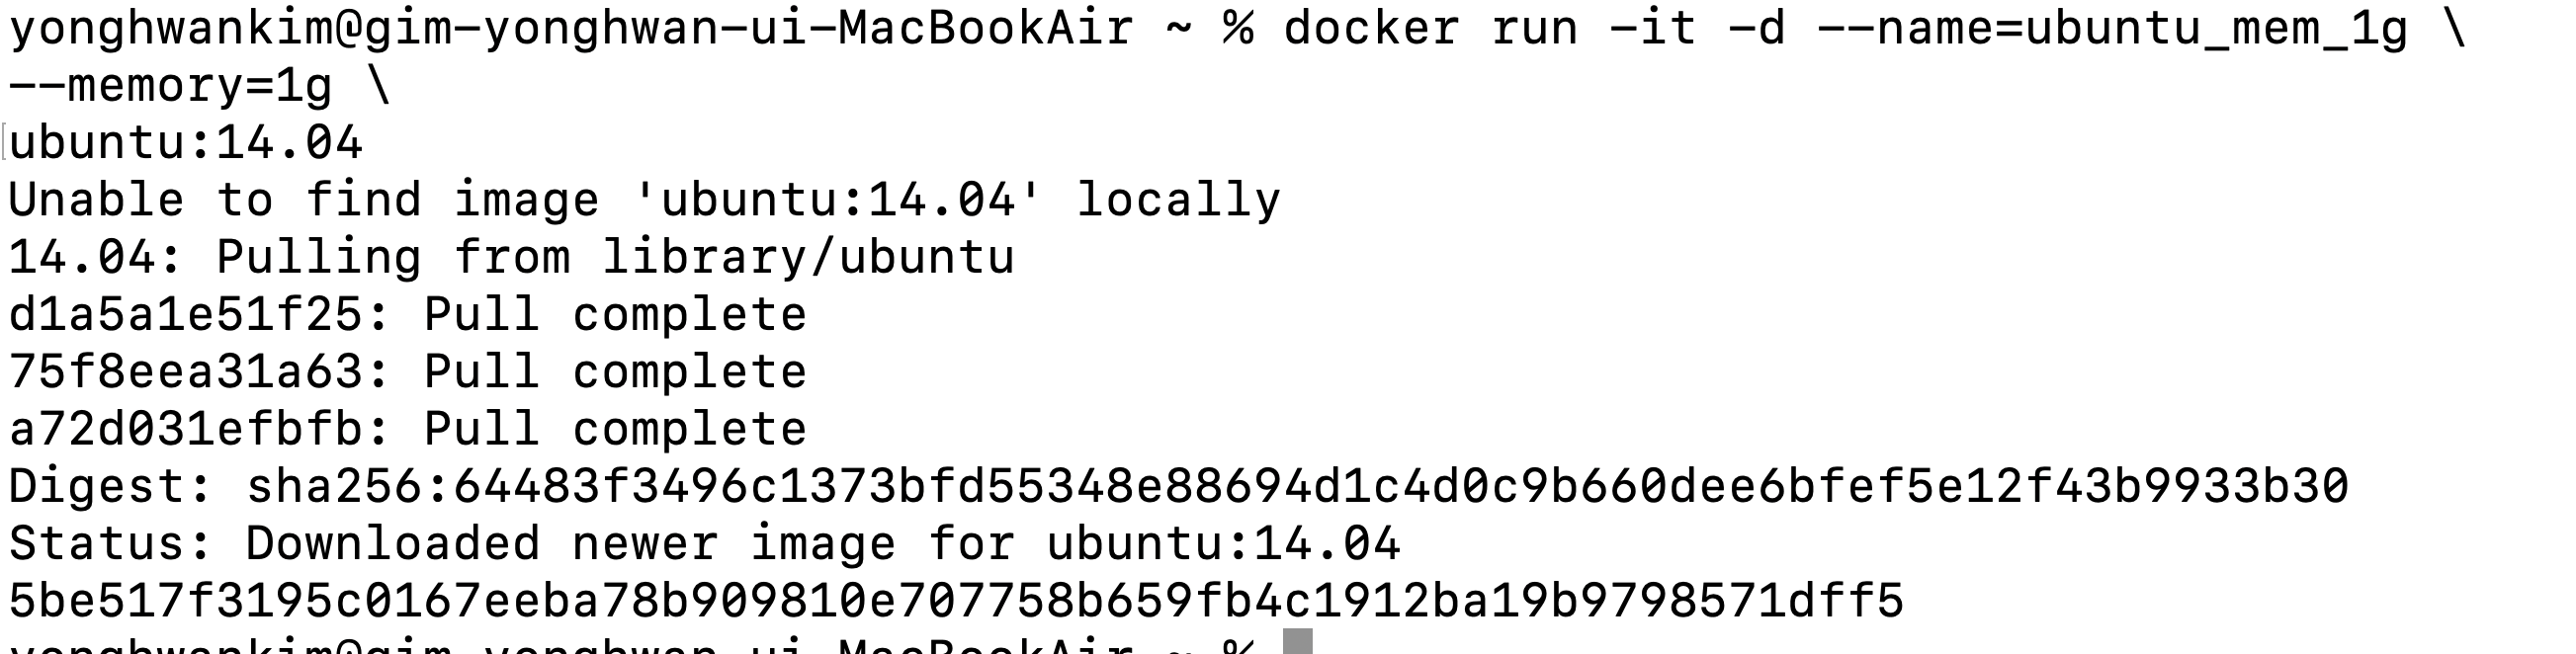 yonghwankim@gim-yonghwan-ui-MacBookAir ~ % docker run -it -d --name=ubuntu_mem_1g \
--memory=1g \
ubuntu:14.04
Unable to find image 'ubuntu:14.04' locally
14.04: Pulling from library/ubuntu
d1a5a1e51f25: Pull complete
75f8eea31a63: Pull complete
a72d031efbfb: Pull complete
Digest: sha256:64483f3496c1373bfd55348e88694d1c4d0c9b660dee6bfef5e12f43b9933b30
Status: Downloaded newer image for ubuntu:14.04
5be517f3195c0167eeba78b909810e707758b659fb4c1912ba19b9798571dff5
yonghwankim@gim-yonghwan-ui-MacBookAir ~ %